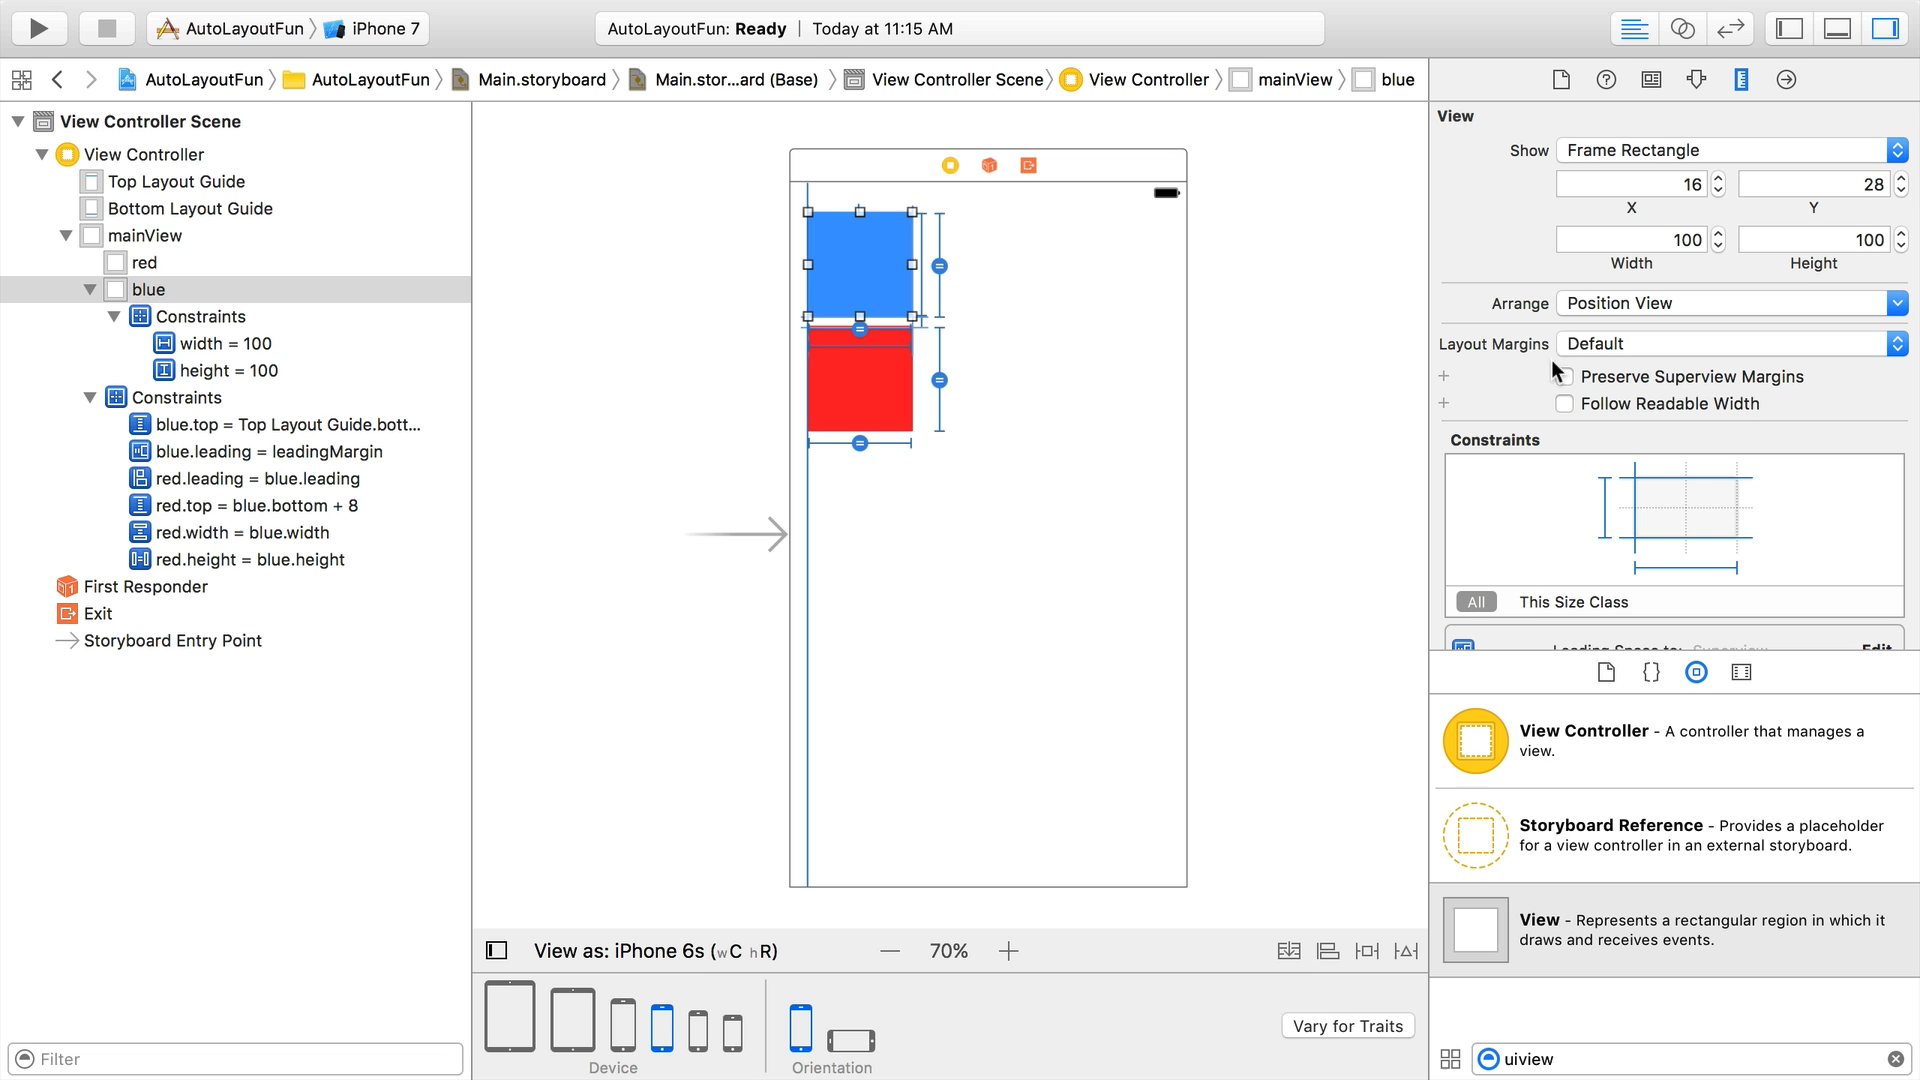 AutoLayoutFun iPhone 7
AutoLayoutFun: Ready | Today at 11:15 AM
AutoLayoutFun AutoLayoutFun Main.storyboard Main.stor...ard (Base) View Controller Scene View Controller mainView blue
View Controller Scene
View Controller
Top Layout Guide
Bottom Layout Guide
mainView
red
blue
Constraints
width = 100
height = 100
Constraints
blue.top = Top Layout Guide.bott...
blue.leading = leadingMargin
red.leading = blue.leading
red.top = blue.bottom + 8
red.width = blue.width
red.height = blue.height
First Responder
Exit
Storyboard Entry Point
Filter
View as: iPhone 6s (wC hR)
70%
Device
Orientation
Vary for Traits
View
Show Frame Rectangle
16 28
X Y
100 100
Width Height
Arrange Position View
Layout Margins Default
Preserve Superview Margins
Follow Readable Width
Constraints
All This Size Class
Leading Space to: Superview Edit
View Controller - A controller that manages a
view.
Storyboard Reference - Provides a placeholder
for a view controller in an external storyboard.
View - Represents a rectangular region in which it
draws and receives events.
uiview